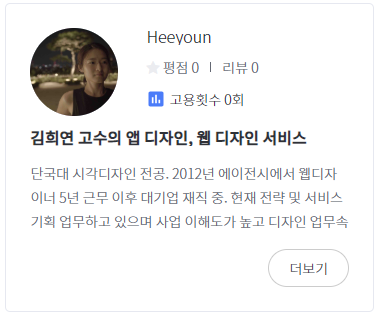 Heeyoun
평점 0 | 리뷰 0
고용횟수 0회
김희연 고수의 앱 디자인, 웹 디자인 서비스
단국대 시각디자인 전공. 2012년 에이전시에서 웹디자
이너 5년 근무 이후 대기업 재직 중. 현재 전략 및 서비스
기획 업무하고 있으며 사업 이해도가 높고 디자인 업무속
더보기